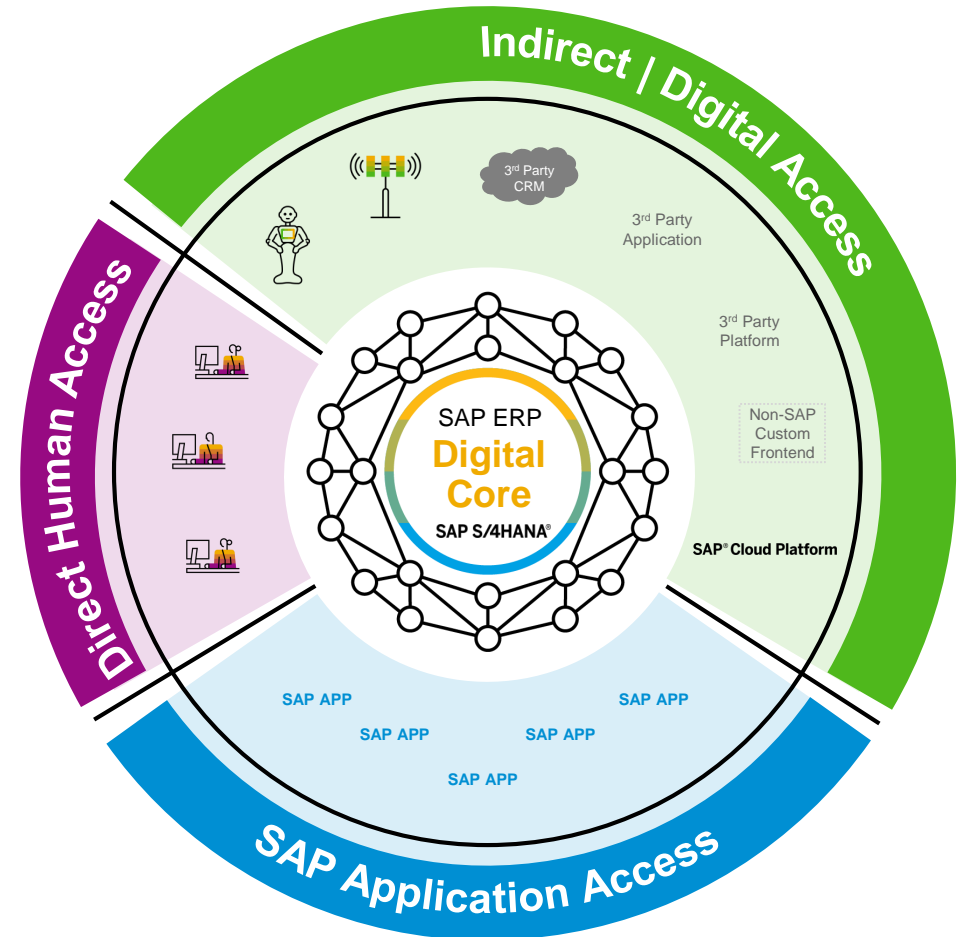 Indirect | Digital Access
3rd Party
CRM
3rd Party
Application
3rd Party
Platform
Non-SAP
Custom
Frontend
SAP® Cloud Platform
Direct Human Access
SAP ERP
Digital
Core
SAP S/4HANA®
SAP APP
SAP APP
SAP APP
SAP APP
SAP APP
SAP Application Access